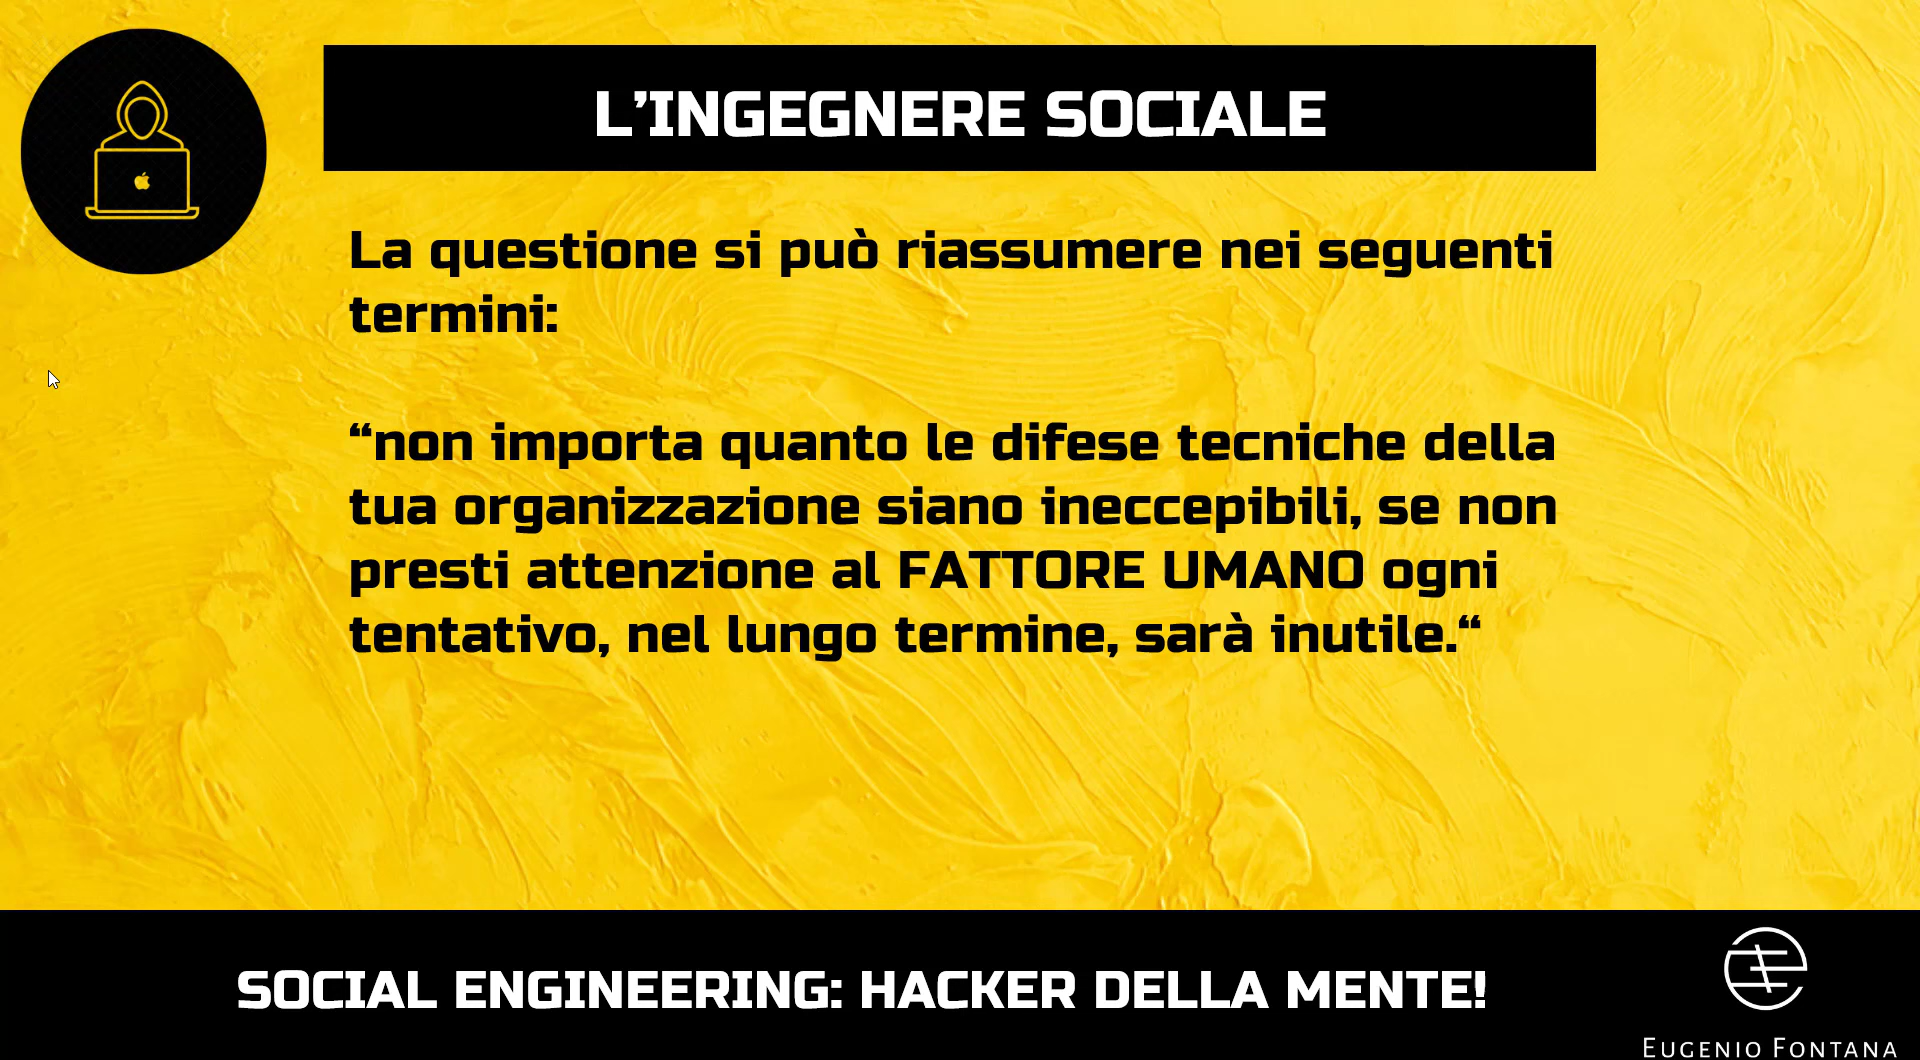 L’INGEGNERE SOCIALE
La questione si può riassumere nei seguenti
termini:
“non importa quanto le difese tecniche della
tua organizzazione siano ineccepibili, se non
presti attenzione al FATTORE UMANO ogni
tentativo, nel lungo termine, sarà inutile.“
SOCIAL ENGINEERING: HACKER DELLA MENTE!
EUGENIO FONTANA